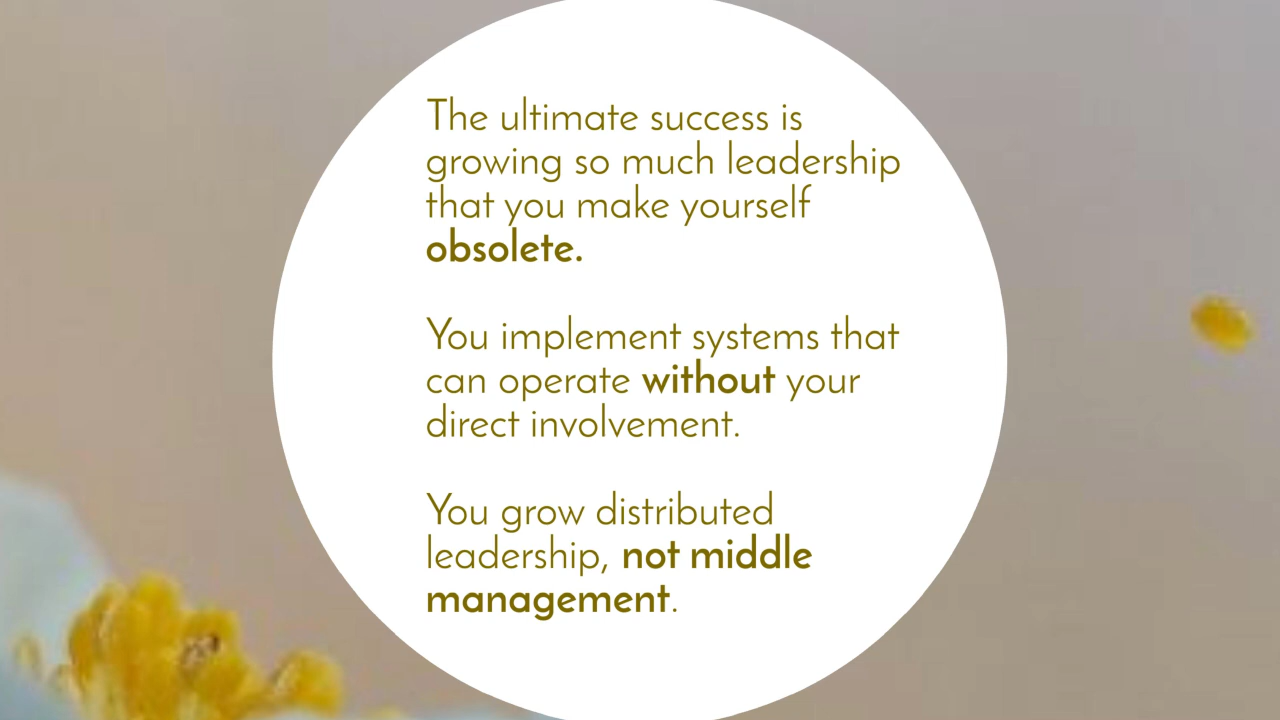 The ultimate success is
growing so much leadership
that you make yourself
obsolete.
You implement systems that
can operate without your
direct involvement.
You grow distributed
leadership, not middle
management.